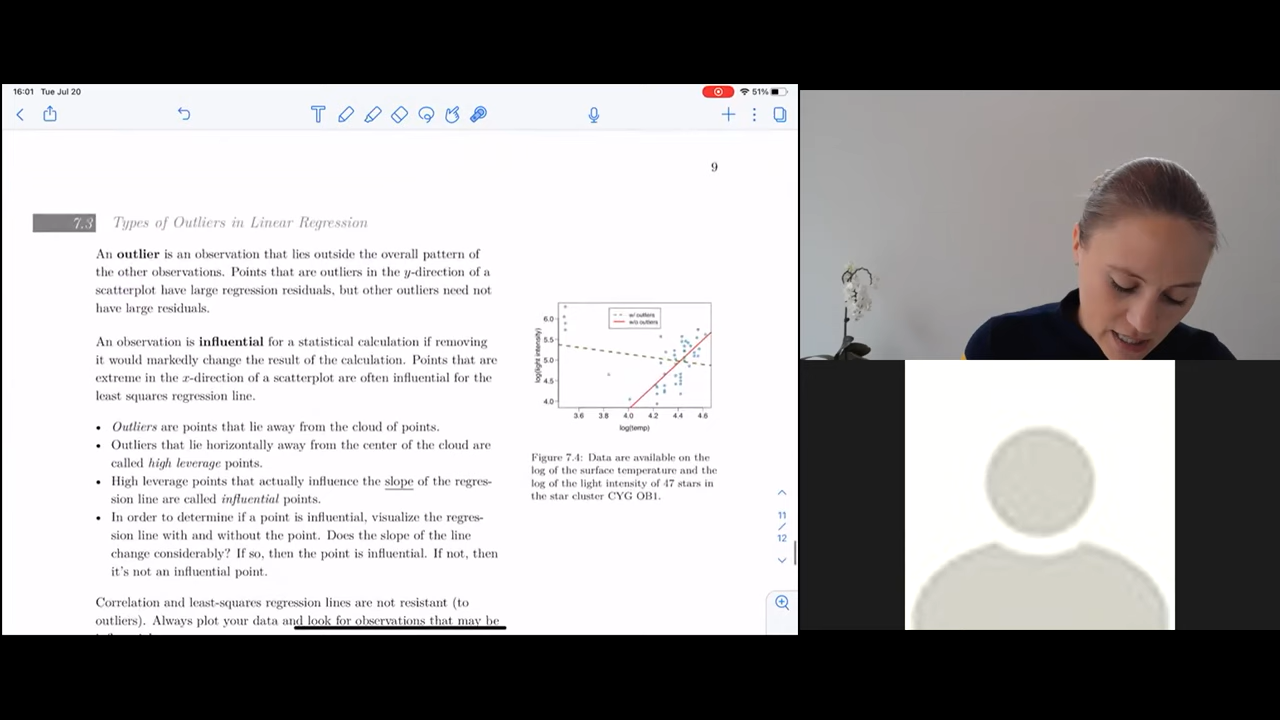 16:01 Tue Jul 20
51%
9
7.3 Types of Outliers in Linear Regression
An outlier is an observation that lies outside the overall pattern of
the other observations. Points that are outliers in the y-direction of a
scatterplot have large regression residuals, but other outliers need not
have large residuals.
An observation is influential for a statistical calculation if removing
it would markedly change the result of the calculation. Points that are
extreme in the x-direction of a scatterplot are often influential for the
least squares regression line.
• Outliers are points that lie away from the cloud of points.
• Outliers that lie horizontally away from the center of the cloud are
called high leverage points.
• High leverage points that actually influence the slope of the regres-
sion line are called influential points.
• In order to determine if a point is influential, visualize the regres-
sion line with and without the point. Does the slope of the line
change considerably? If so, then the point is influential. If not, then
it's not an influential point.
Correlation and least-squares regression lines are not resistant (to
outliers). Always plot your data and look for observations that may be
w/ outliers
w/o outliers
log(light intensity)
6.0
5.5
5.0
4.5
4.0
3.6 3.8 4.0 4.2 4.4 4.6
log(temp)
Figure 7.4: Data are available on the
log of the surface temperature and the
log of the light intensity of 47 stars in
the star cluster CYG OB1.
11
/
12